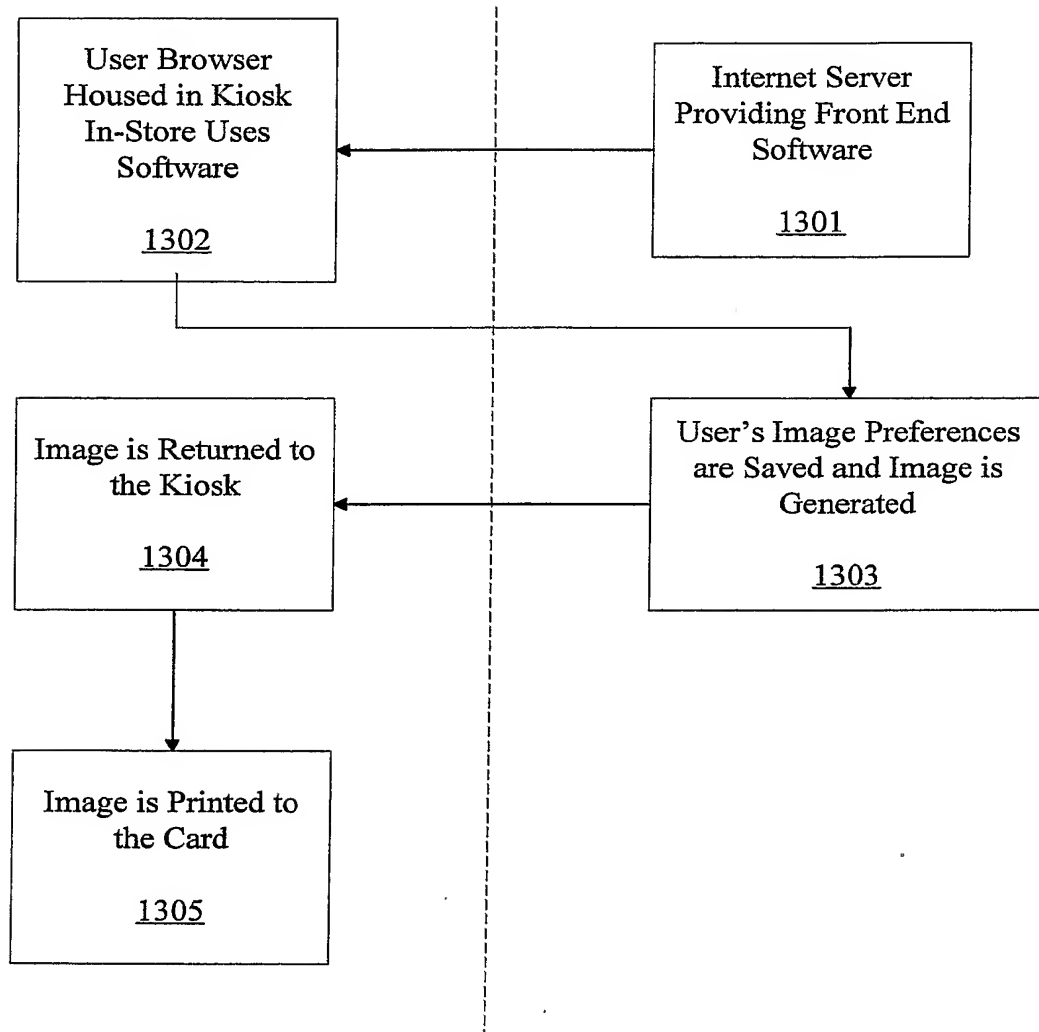 User Browser
Housed in Kiosk
In-Store Uses
Software
1302
Internet Server
Providing Front End
Software
1301
User’s Image Preferences
are Saved and Image is
Generated
1303
Image is Returned to
the Kiosk
1304
Image is Printed to
the Card
1305